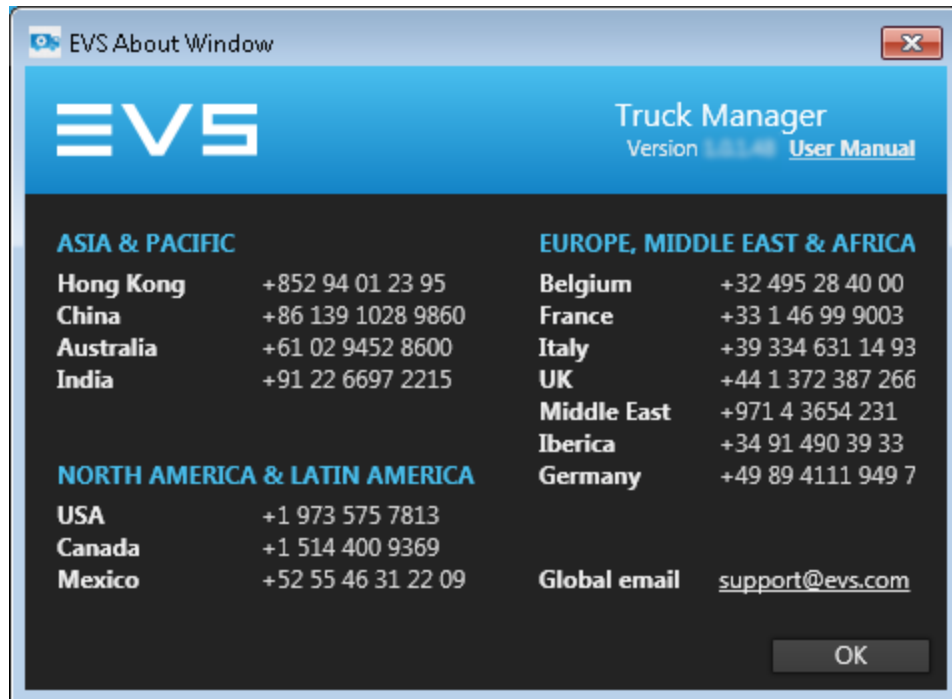 EVS About Window
EVS
Truck Manager
Version User Manual
ASIA & PACIFIC
Hong Kong +852 94 01 23 95
China +86 139 1028 9860
Australia +61 02 9452 8600
India +91 22 6697 2215
NORTH AMERICA & LATIN AMERICA
USA +1 973 575 7813
Canada +1 514 400 9369
Mexico +52 55 46 31 22 09
EUROPE, MIDDLE EAST & AFRICA
Belgium +32 495 28 40 00
France +33 1 46 99 9003
Italy +39 334 631 14 93
UK +44 1 372 387 266
Middle East +971 4 3654 231
Iberica +34 91 490 39 33
Germany +49 89 4111 949 7
Global email support@evs.com
OK